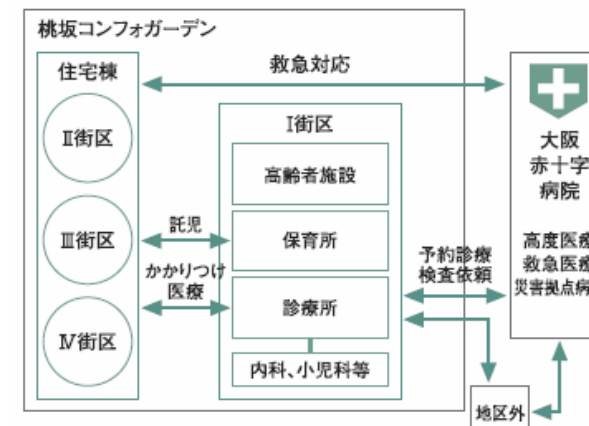 桃坂コンフォガーデン
住宅棟
Ⅱ街区
Ⅲ街区
Ⅳ街区
救急対応
Ⅰ街区
高齢者施設
託児
保育所
かかりつけ
医療
診療所
内科、小児科等
予約診療
検査依頼
大阪
赤十字
病院
高度医療
救急医療
災害拠点病
地区外